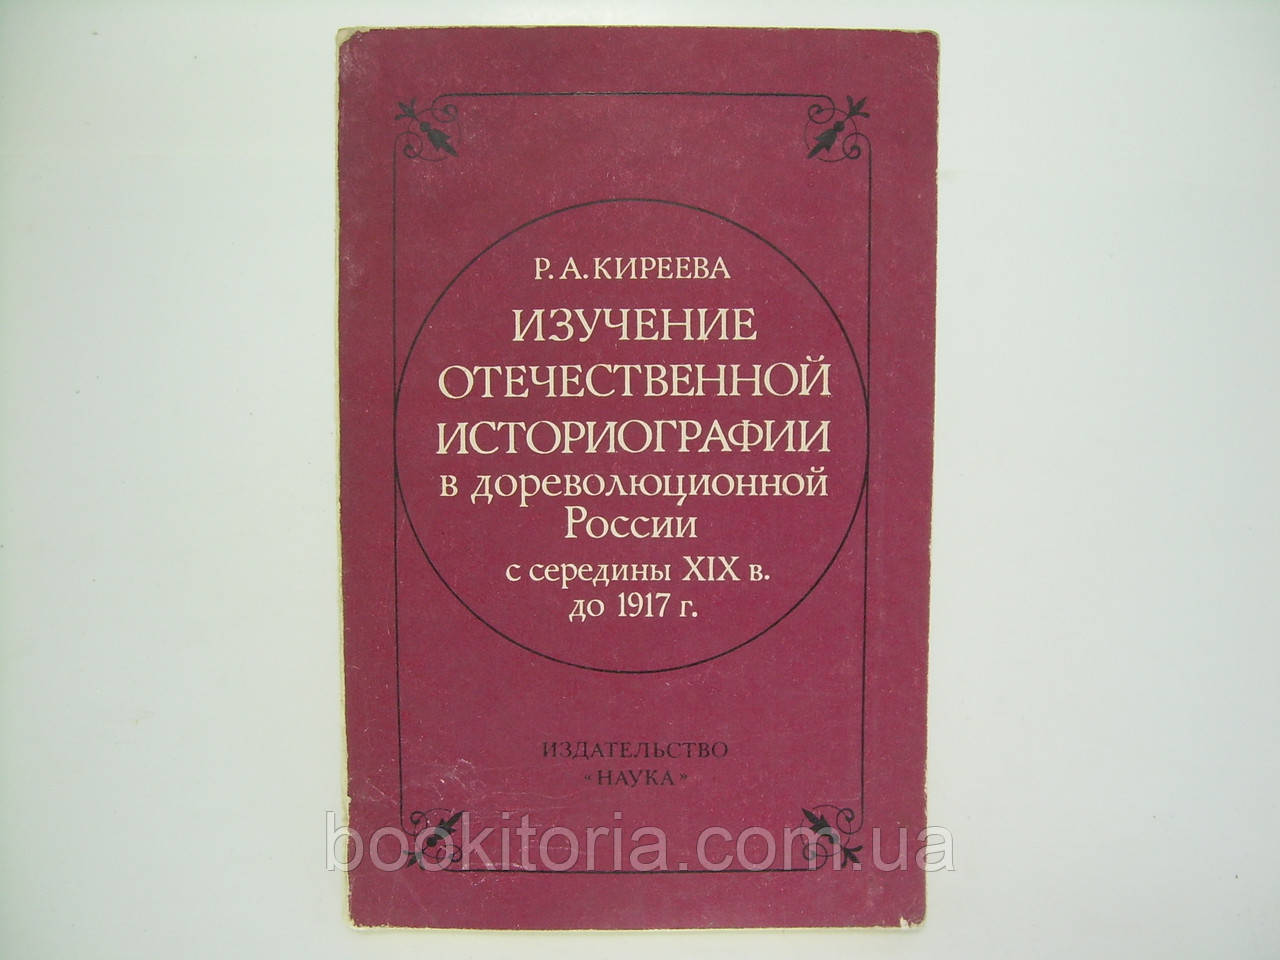 Р. А. КИРЕЕВА
ИЗУЧЕНИЕ
ОТЕЧЕСТВЕННОЙ
ИСТОРИОГРАФИИ
в дореволюционной
России
с середины XIX в.
до 1917 г.
ИЗДАТЕЛЬСТВО
«НАУКА»
bookitoria.com.ua